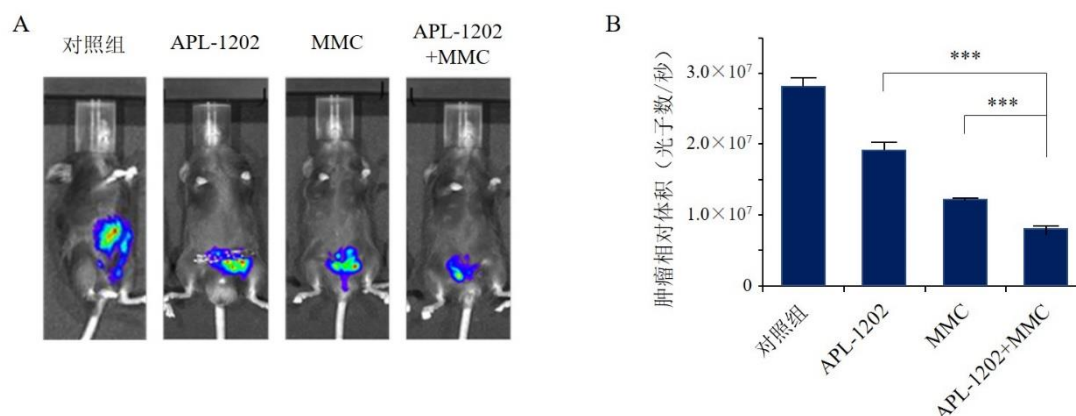 A
对照组
APL-1202
MMC
APL-1202
+MMC
B
肿瘤相对体积（光子数/秒）
3.0×10⁷
2.0×10⁷
1.0×10⁷
0
***
***
对照组
APL-1202
MMC
APL-1202+MMC